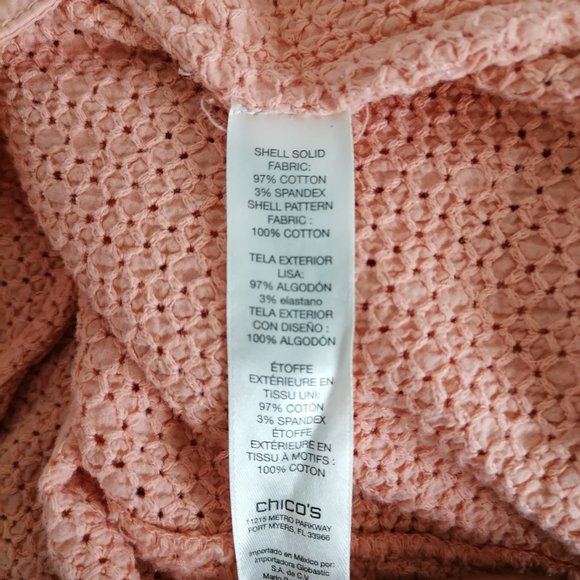 SHELL SOLID
FABRIC:
97% COTTON
3% SPANDEX
SHELL PATTERN
FABRIC :
100% COTTON
TELA EXTERIOR
LISA:
97% ALGODÓN
3% elastano
TELA EXTERIOR
CON DISEÑO :
100% ALGODÓN
ÉTOFFE
EXTÉRIEURE EN
TISSU UNI:
97% COTON
3% SPANDEX
ÉTOFFE
EXTÉRIEURE EN
TISSU À MOTIFS :
100% COTON
CHICO'S
11215 METRO PARKWAY
FORT MYERS, FL 33966
Importado en México por:
Importadora Globastic
S.A. de C.V.